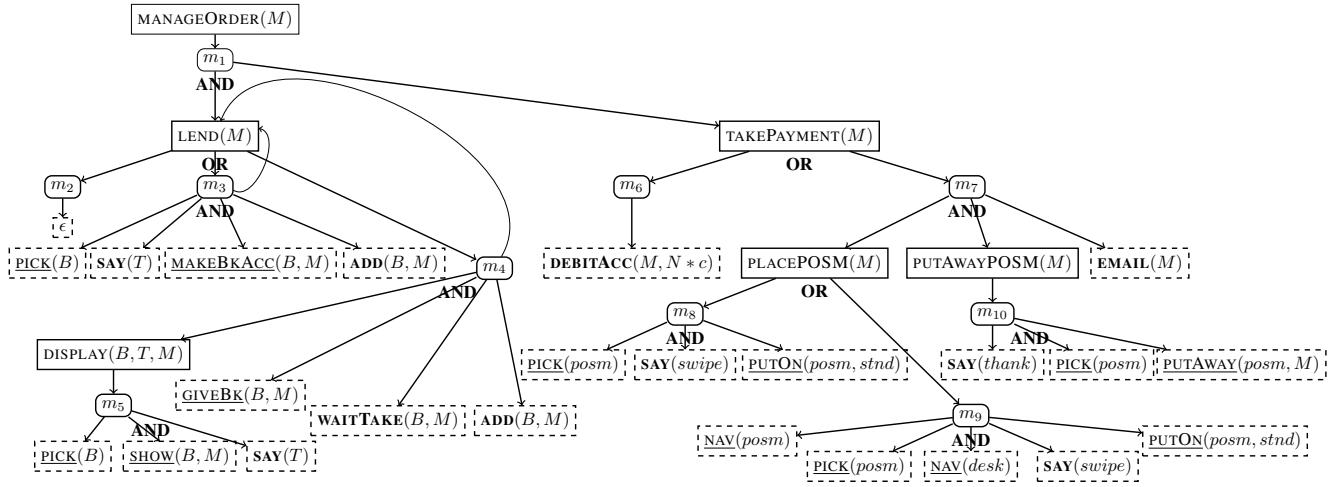 MANAGEORDER(M)
m1
AND
LEND(M)
TAKEPAYMENT(M)
OR
OR
m2
m3
m6
m7
AND
AND
ϵ
PICK(B)
SAY(T)
MAKEBKACC(B, M)
ADD(B, M)
m4
AND
DEBITACC(M, N ∗ c)
PLACEPOSM(M)
PUTAWAYPOSM(M)
EMAIL(M)
OR
m8
m10
AND
AND
DISPLAY(B, T, M)
PICK(posm)
SAY(swipe)
PUTON(posm, stnd)
SAY(thank)
PICK(posm)
PUTAWAY(posm, M)
GIVEBK(B, M)
m5
WAITTAKE(B, M)
ADD(B, M)
m9
AND
AND
NAV(posm)
PUTON(posm, stnd)
PICK(B)
SHOW(B, M)
SAY(T)
PICK(posm)
NAV(desk)
SAY(swipe)